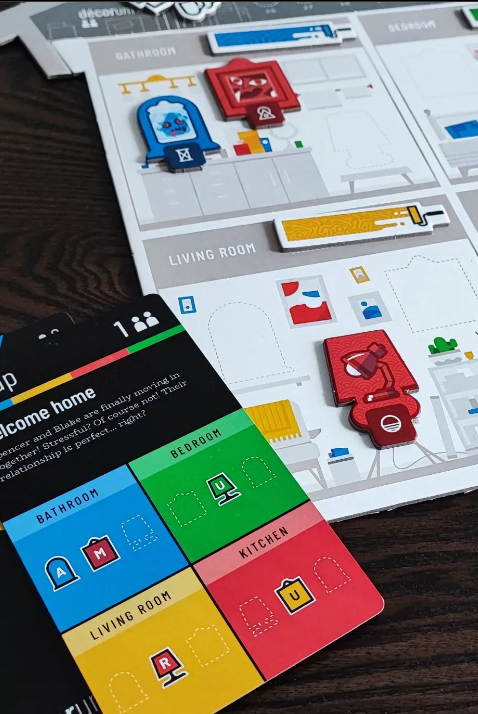 décorum
BATHROOM
BEDROOM
LIVING ROOM
1
elcome home
pencer and Blake are finally moving in
ogether! Stressful? Of course not! Their
relationship is perfect... right?
BATHROOM
A
M
BEDROOM
U
LIVING ROOM
R
KITCHEN
U